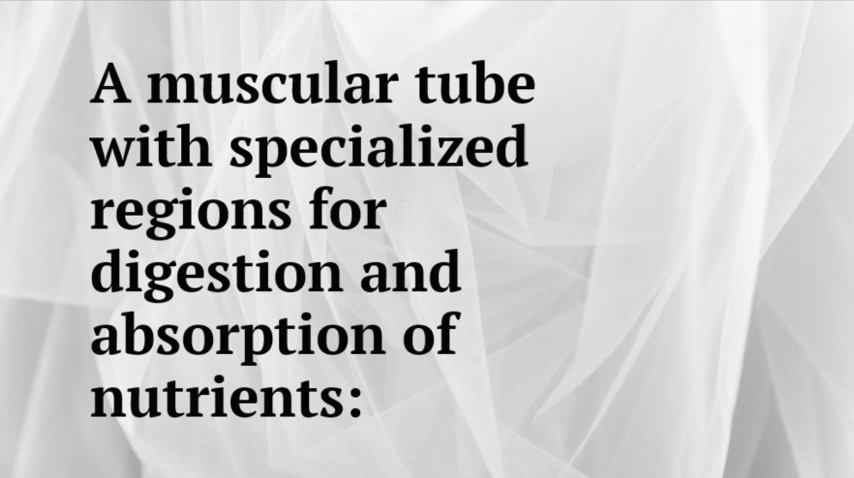 A muscular tube
with specialized
regions for
digestion and
absorption of
nutrients: